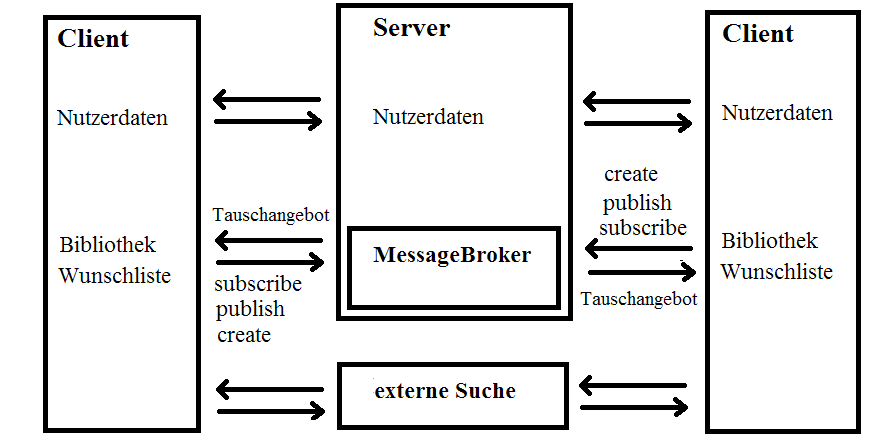 Client
Nutzerdaten
Tauschangebot
Bibliothek
Wunschliste
subscribe
publish
create
Server
Nutzerdaten
MessageBroker
externe Suche
create
publish
subscribe
Tauschangebot
Client
Nutzerdaten
Bibliothek
Wunschliste